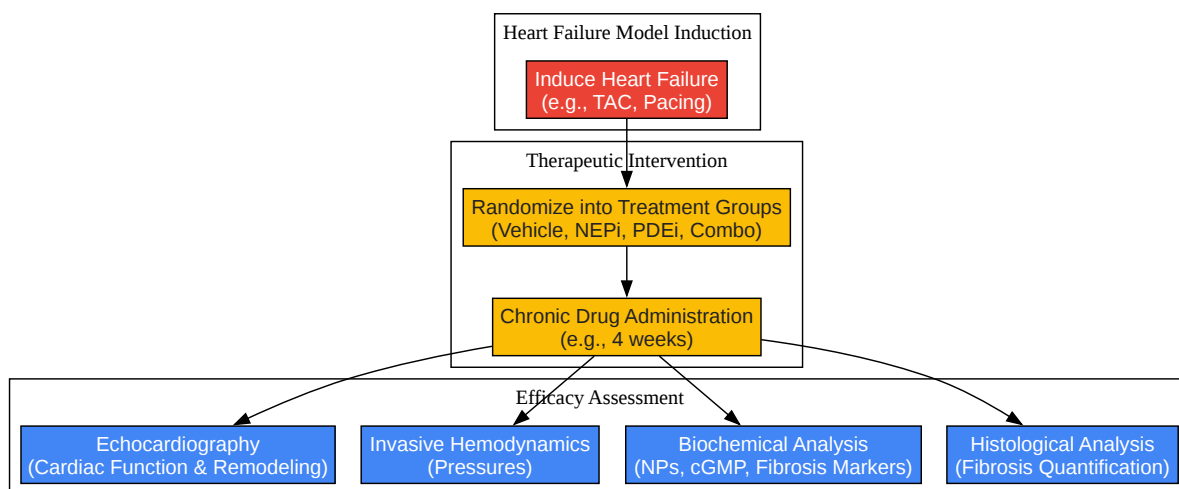 Heart Failure Model Induction
Induce Heart Failure
(e.g., TAC, Pacing)
Therapeutic Intervention
Randomize into Treatment Groups
(Vehicle, NEPi, PDEi, Combo)
Chronic Drug Administration
(e.g., 4 weeks)
Efficacy Assessment
Echocardiography
(Cardiac Function & Remodeling)
Invasive Hemodynamics
(Pressures)
Biochemical Analysis
(NPs, cGMP, Fibrosis Markers)
Histological Analysis
(Fibrosis Quantification)